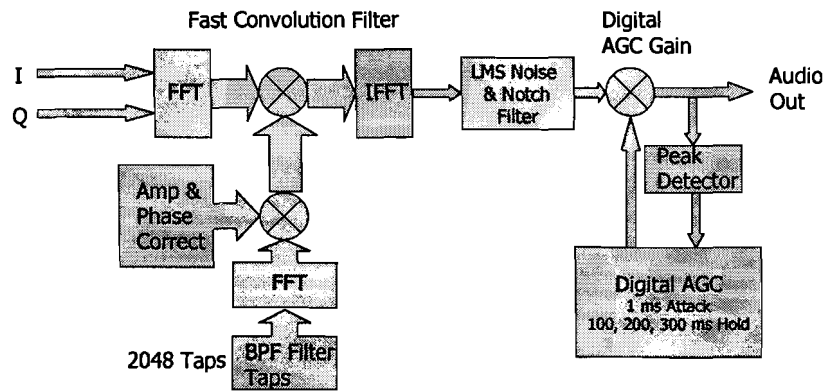 Fast Convolution Filter
Digital
AGC Gain
I
Q
FFT
IFFT
LMS Noise
& Notch
Filter
Audio
Out
Peak
Detector
Amp &
Phase
Correct
FFT
Digital AGC
1 ms Attack
100, 200, 300 ms Hold
2048 Taps
BPF Filter
Taps